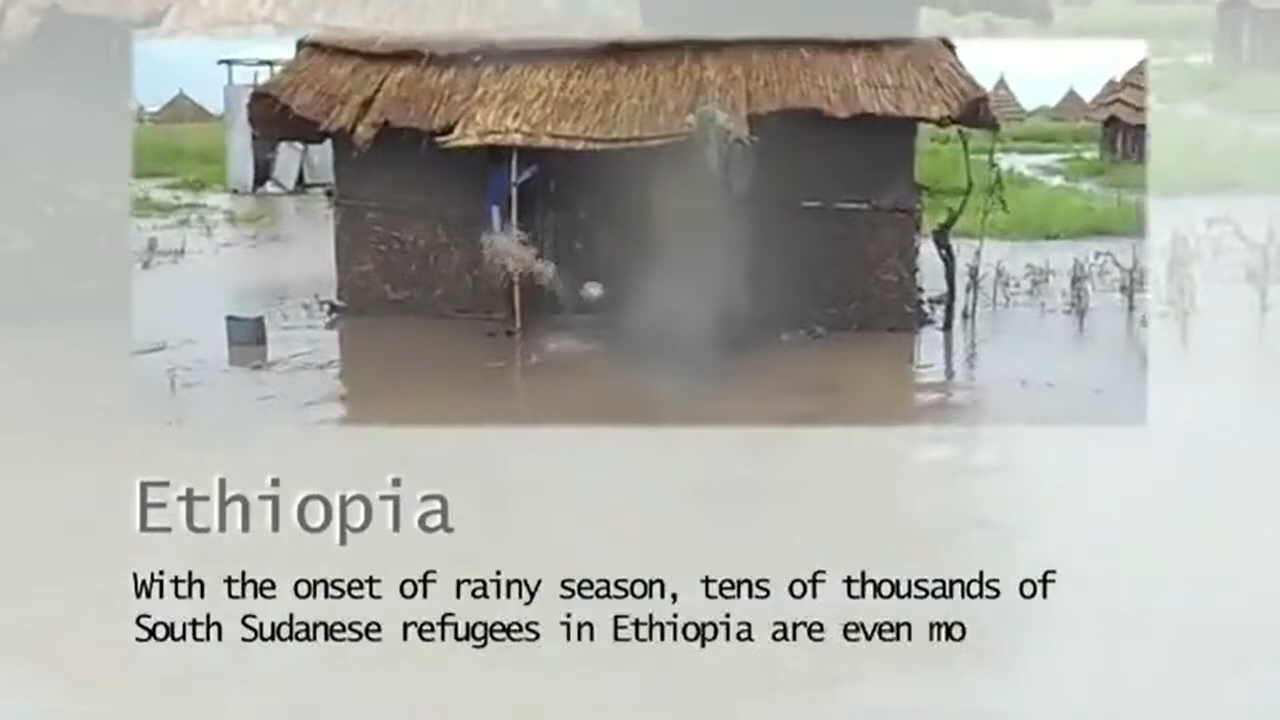 Ethiopia
With the onset of rainy season, tens of thousands of
South Sudanese refugees in Ethiopia are even mo